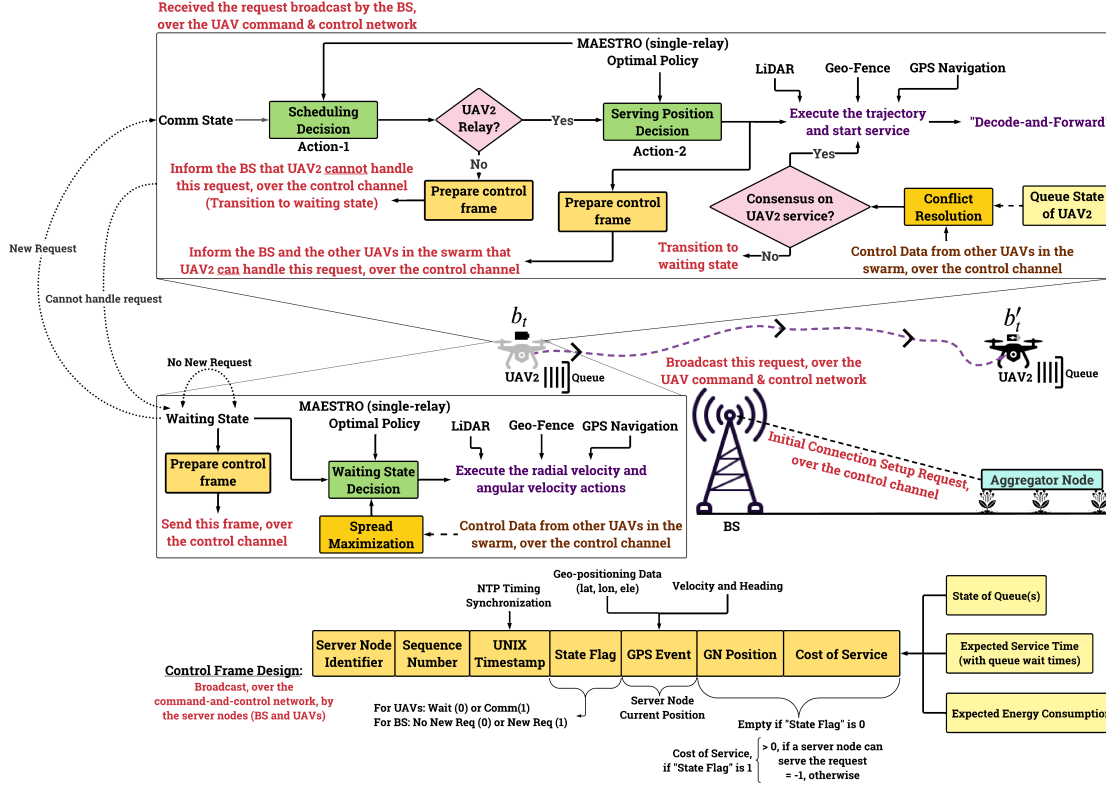 Received the request broadcast by the BS,
over the UAV command & control network
MAESTRO (single-relay)
Optimal Policy
LiDAR
Geo-Fence
GPS Navigation
Comm State
Scheduling
Decision
Action-1
UAV2
Relay?
Yes
No
Serving Position
Decision
Action-2
Execute the trajectory
and start service
"Decode-and-Forward
Inform the BS that UAV2 cannot handle
this request, over the control channel
(Transition to waiting state)
Prepare control
frame
Prepare control
frame
Yes
Consensus on
UAV2 service?
No
Conflict
Resolution
Queue State
of UAV2
Transition to
waiting state
Control Data from other UAVs in the
swarm, over the control channel
Inform the BS and the other UAVs in the swarm that
UAV2 can handle this request, over the control channel
New Request
Cannot handle request
No New Request
bₜ
UAV2
Queue
b′ₜ
UAV2
Queue
Broadcast this request, over the
UAV command & control network
Initial Connection Setup Request,
over the control channel
Aggregator Node
BS
Waiting State
MAESTRO (single-relay)
Optimal Policy
LiDAR
Geo-Fence
GPS Navigation
Prepare control
frame
Waiting State
Decision
Execute the radial velocity and
angular velocity actions
Send this frame, over
the control channel
Spread
Maximization
Control Data from other UAVs in the
swarm, over the control channel
NTP Timing
Synchronization
Geo-positioning Data
(lat, lon, ele)
Velocity and Heading
Server Node
Identifier
Sequence
Number
UNIX
Timestamp
State Flag
GPS Event
GN Position
Cost of Service
State of Queue(s)
Expected Service Time
(with queue wait times)
Expected Energy Consumption
Control Frame Design:
Broadcast, over the
command-and-control network, by
the server nodes (BS and UAVs)
For UAVs: Wait (0) or Comm(1)
For BS: No New Req (0) or New Req (1)
Server Node
Current Position
Empty if "State Flag" is 0
Cost of Service,
if "State Flag" is 1
> 0, if a server node can
serve the request
= -1, otherwise